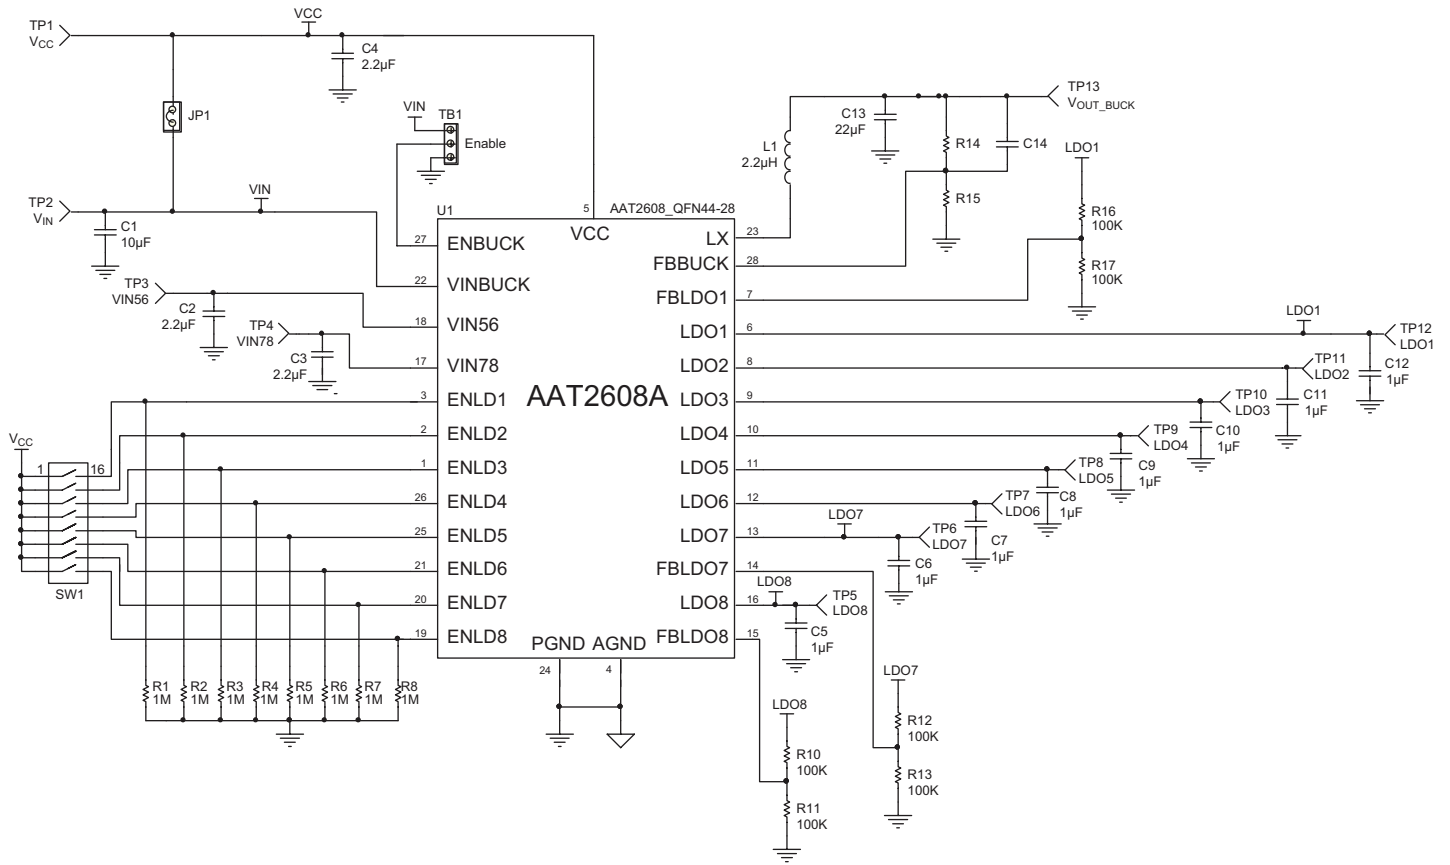 TP1
VCC
VCC
C4
2.2µF
JP1
VIN
TB1
Enable
TP2
VIN
VIN
C1
10µF
TP3
VIN56
C2
2.2µF
TP4
VIN78
C3
2.2µF
TP13
VOUT_BUCK
C13
22µF
R14
C14
L1
2.2µH
R15
LDO1
R16
100K
R17
100K
U1
5
AAT2608_QFN44-28
VCC
AAT2608A
27
ENBUCK
22
VINBUCK
18
VIN56
17
VIN78
3
ENLD1
2
ENLD2
1
ENLD3
26
ENLD4
25
ENLD5
21
ENLD6
20
ENLD7
19
ENLD8
PGND
AGND
24
4
LX
23
FBBUCK
28
FBLDO1
7
LDO1
6
LDO2
8
LDO3
9
LDO4
10
LDO5
11
LDO6
12
LDO7
13
FBLDO7
14
LDO8
16
FBLDO8
15
LDO1
TP12
LDO1
C12
1µF
TP11
LDO2
C11
1µF
TP10
LDO3
C10
1µF
TP9
LDO4
C9
1µF
TP8
LDO5
C8
1µF
TP7
LDO6
C7
1µF
LDO7
TP6
LDO7
C6
1µF
LDO8
TP5
LDO8
C5
1µF
VCC
1
16
SW1
R1
1M
R2
1M
R3
1M
R4
1M
R5
1M
R6
1M
R7
1M
R8
1M
LDO8
R10
100K
R11
100K
LDO7
R12
100K
R13
100K